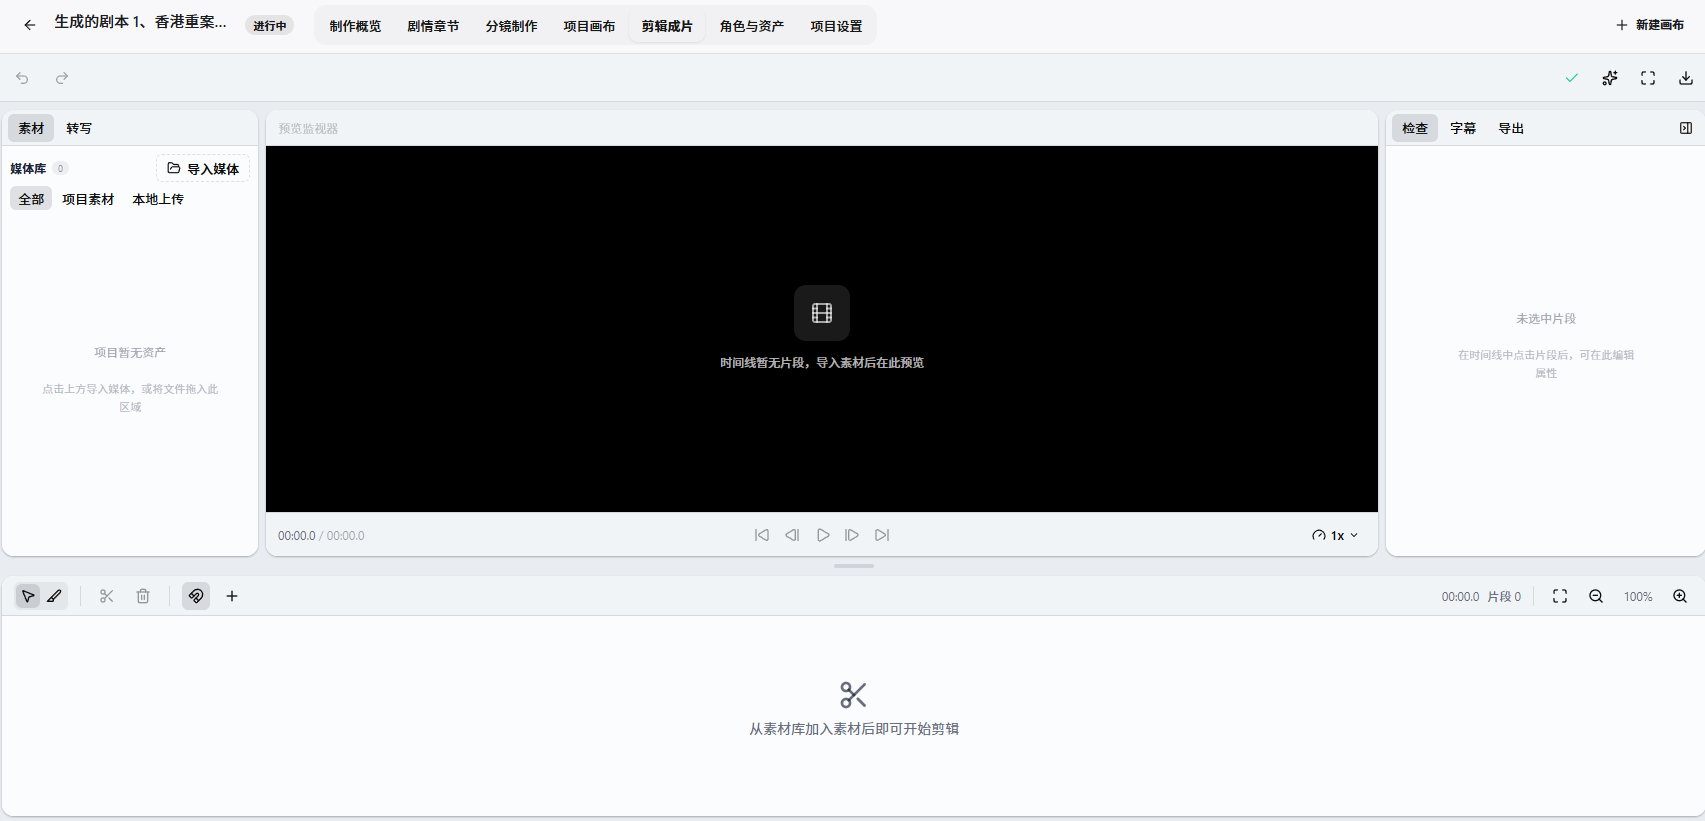 生成的剧本 1、香港重案...
进行中
制作概览
剧情章节
分镜制作
项目画布
剪辑成片
角色与资产
项目设置
新建画布
素材
转写
媒体库 0
导入媒体
全部
项目素材
本地上传
项目暂无资产
点击上方导入媒体，或将文件拖入此
区域
预览监视器
时间线暂无片段，导入素材后在此预览
00:00.0 / 00:00.0
1x
检查
字幕
导出
未选中片段
在时间线中点击片段后，可在此编辑
属性
00:00.0 片段 0
100%
从素材库加入素材后即可开始剪辑